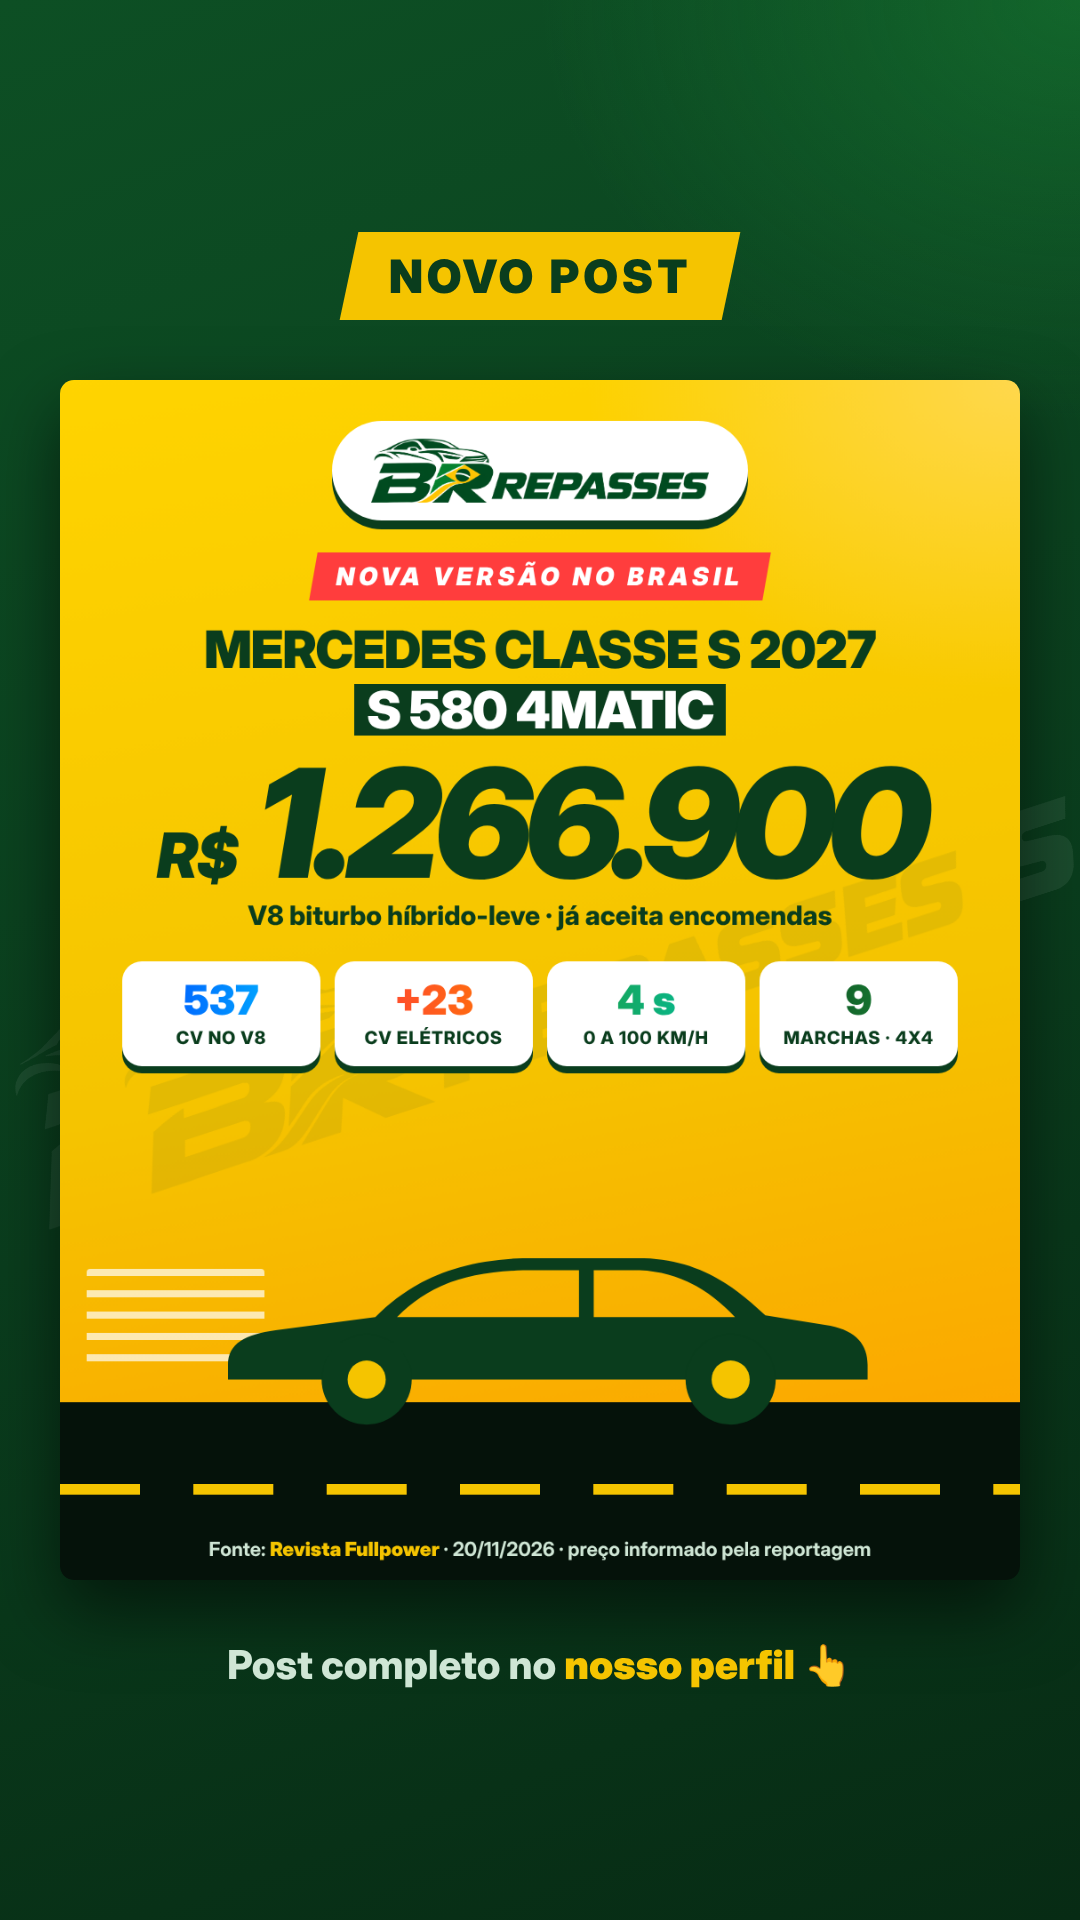 NOVO POST
BR REPASSES
NOVA VERSÃO NO BRASIL
MERCEDES CLASSE S 2027
S 580 4MATIC
R$ 1.266.900
V8 biturbo híbrido-leve · já aceita encomendas
537
CV NO V8
+23
CV ELÉTRICOS
4 s
0 A 100 KM/H
9
MARCHAS · 4X4
Fonte: Revista Fullpower · 20/11/2026 · preço informado pela reportagem
Post completo no nosso perfil 👆